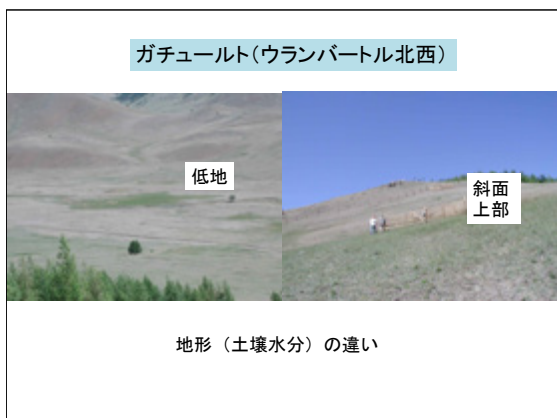 ガチュールト(ウランバートル北西)
低地
斜面
上部
地形（土壌水分）の違い